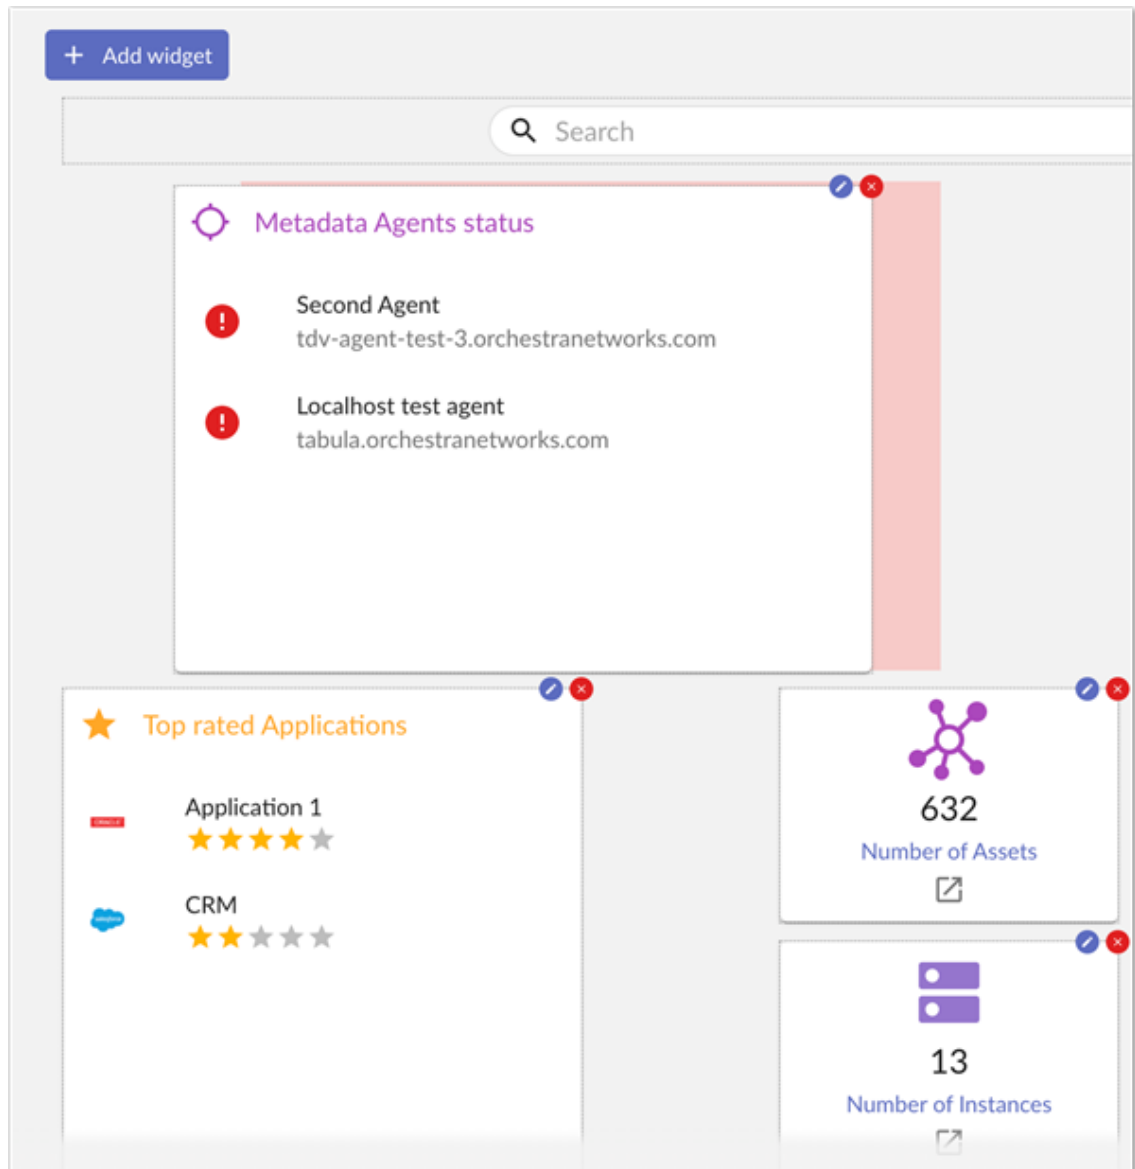 + Add widget
Search
Metadata Agents status
Second Agent
tdv-agent-test-3.orchestranetworks.com
Localhost test agent
tabula.orchestranetworks.com
Top rated Applications
Application 1
CRM
632
Number of Assets
13
Number of Instances